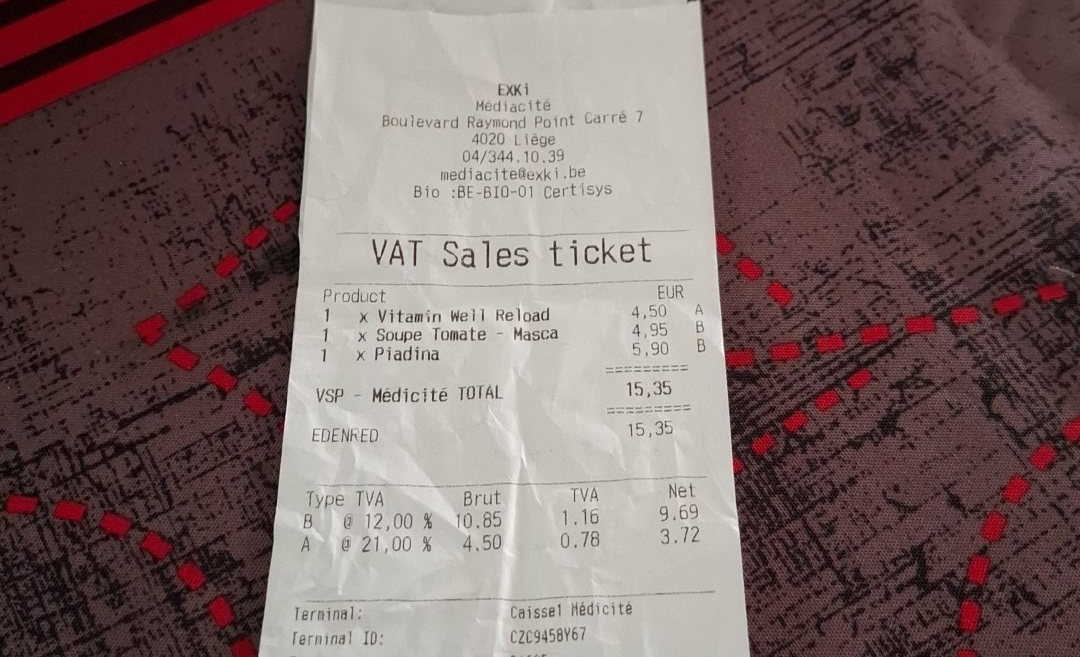 EXKi
Médiacité
Boulevard Raymond Point Carré 7
4020 Liège
04/344.10.39
mediacite@exki.be
Bio :BE-BIO-01 Certisys
VAT Sales ticket
Product EUR
1 x Vitamin Well Reload 4,50 A
1 x Soupe Tomate - Masca 4,95 B
1 x Piadina 5,90 B
=========
VSP - Médicité TOTAL 15,35
=========
EDENRED 15,35
Type TVA Brut TVA Net
B @ 12,00 % 10.85 1.16 9.69
A @ 21,00 % 4.50 0.78 3.72
Terminal: Caisse1 Médicité
Terminal ID: CZC9458Y67